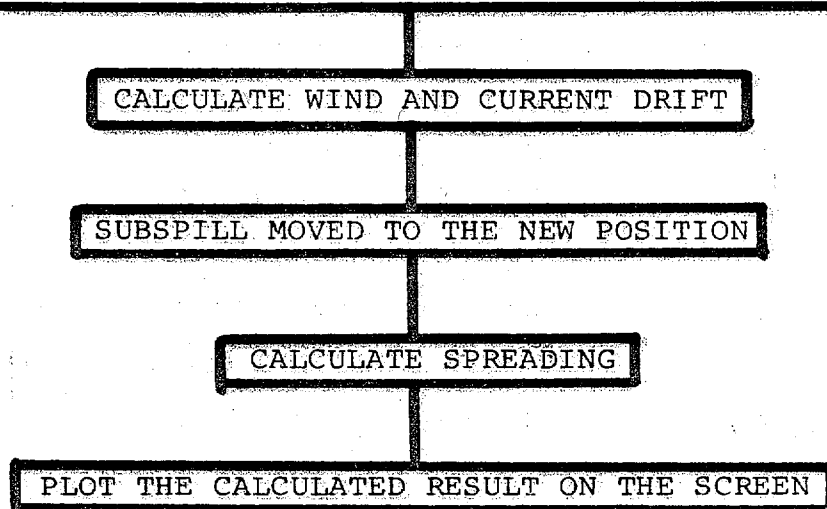 CALCULATE WIND AND CURRENT DRIFT
SUBSPILL MOVED TO THE NEW POSITION
CALCULATE SPREADING
PLOT THE CALCULATED RESULT ON THE SCREEN